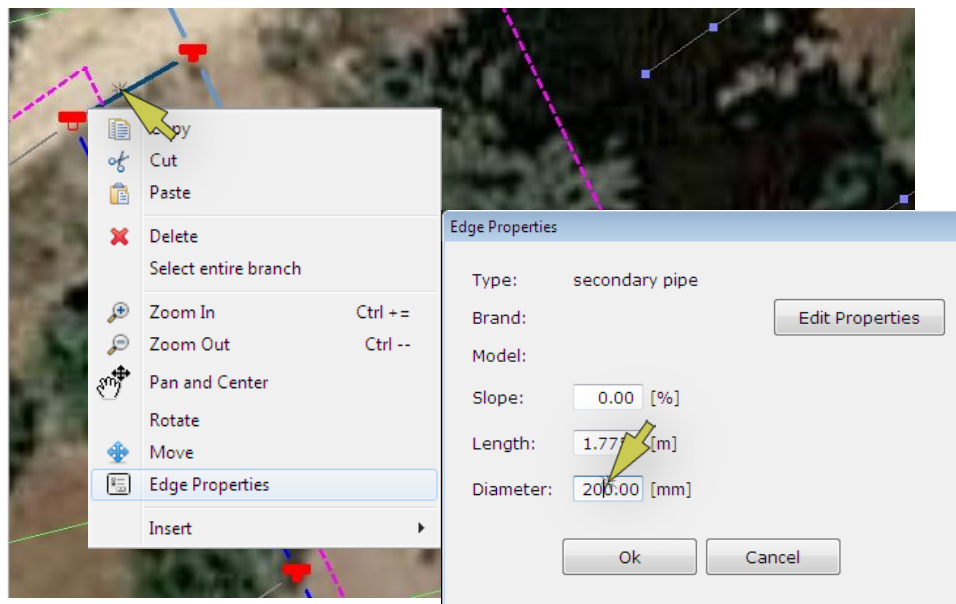 Cut
Paste
Delete
Select entire branch
Zoom In Ctrl +=
Zoom Out Ctrl --
Pan and Center
Rotate
Move
Edge Properties
Insert
Edge Properties
Type: secondary pipe
Brand:
Edit Properties
Model:
Slope: 0.00 [%]
Length: [m]
Diameter: 200.00 [mm]
Ok Cancel